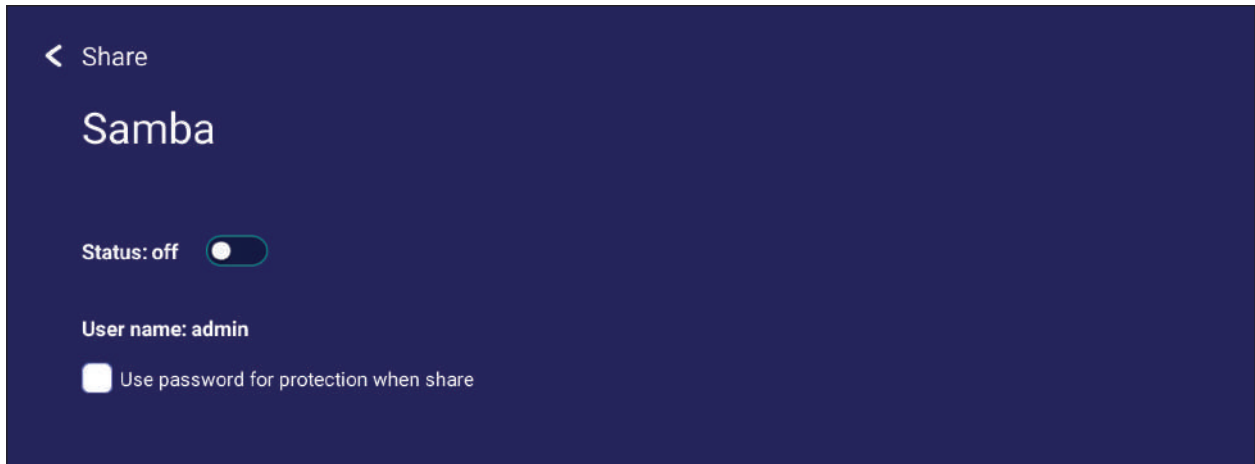 Share
Samba
Status: off
User name: admin
Use password for protection when share